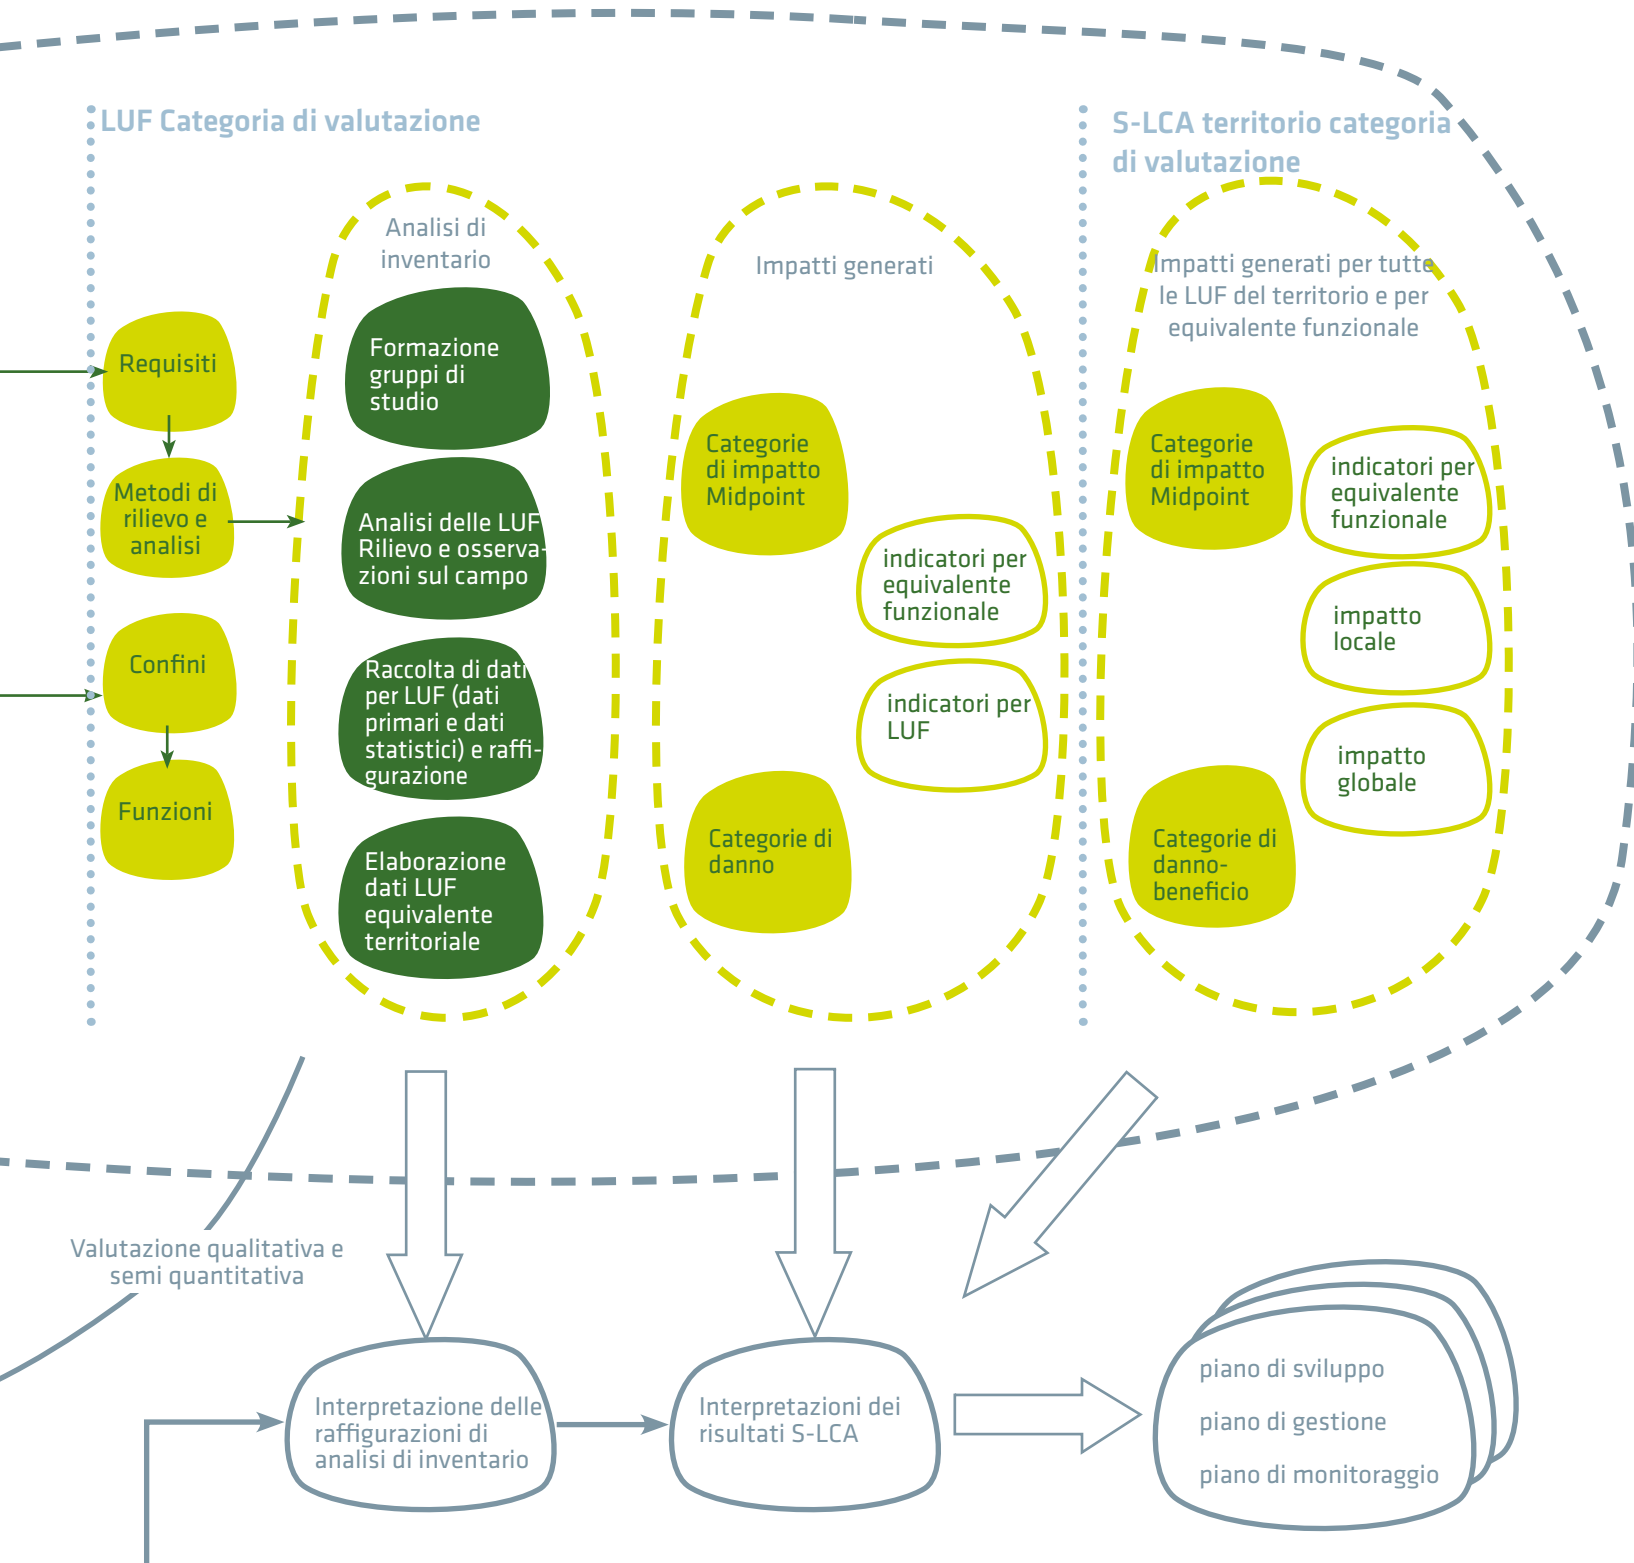 LUF Categoria di valutazione
S-LCA territorio categoria
di valutazione
Requisiti
Metodi di
rilievo e
analisi
Confini
Funzioni
Analisi di
inventario
Formazione
gruppi di
studio
Analisi delle LUF
Rilievo e osserva-
zioni sul campo
Raccolta di dati
per LUF (dati
primari e dati
statistici) e raffi-
gurazione
Elaborazione
dati LUF
equivalente
territoriale
Impatti generati
Categorie
di impatto
Midpoint
indicatori per
equivalente
funzionale
indicatori per
LUF
Categorie di
danno
Impatti generati per tutte
le LUF del territorio e per
equivalente funzionale
Categorie
di impatto
Midpoint
indicatori per
equivalente
funzionale
impatto
locale
impatto
globale
Categorie di
danno-
beneficio
Valutazione qualitativa e
semi quantitativa
Interpretazione delle
raffigurazioni di
analisi di inventario
Interpretazioni dei
risultati S-LCA
piano di sviluppo
piano di gestione
piano di monitoraggio